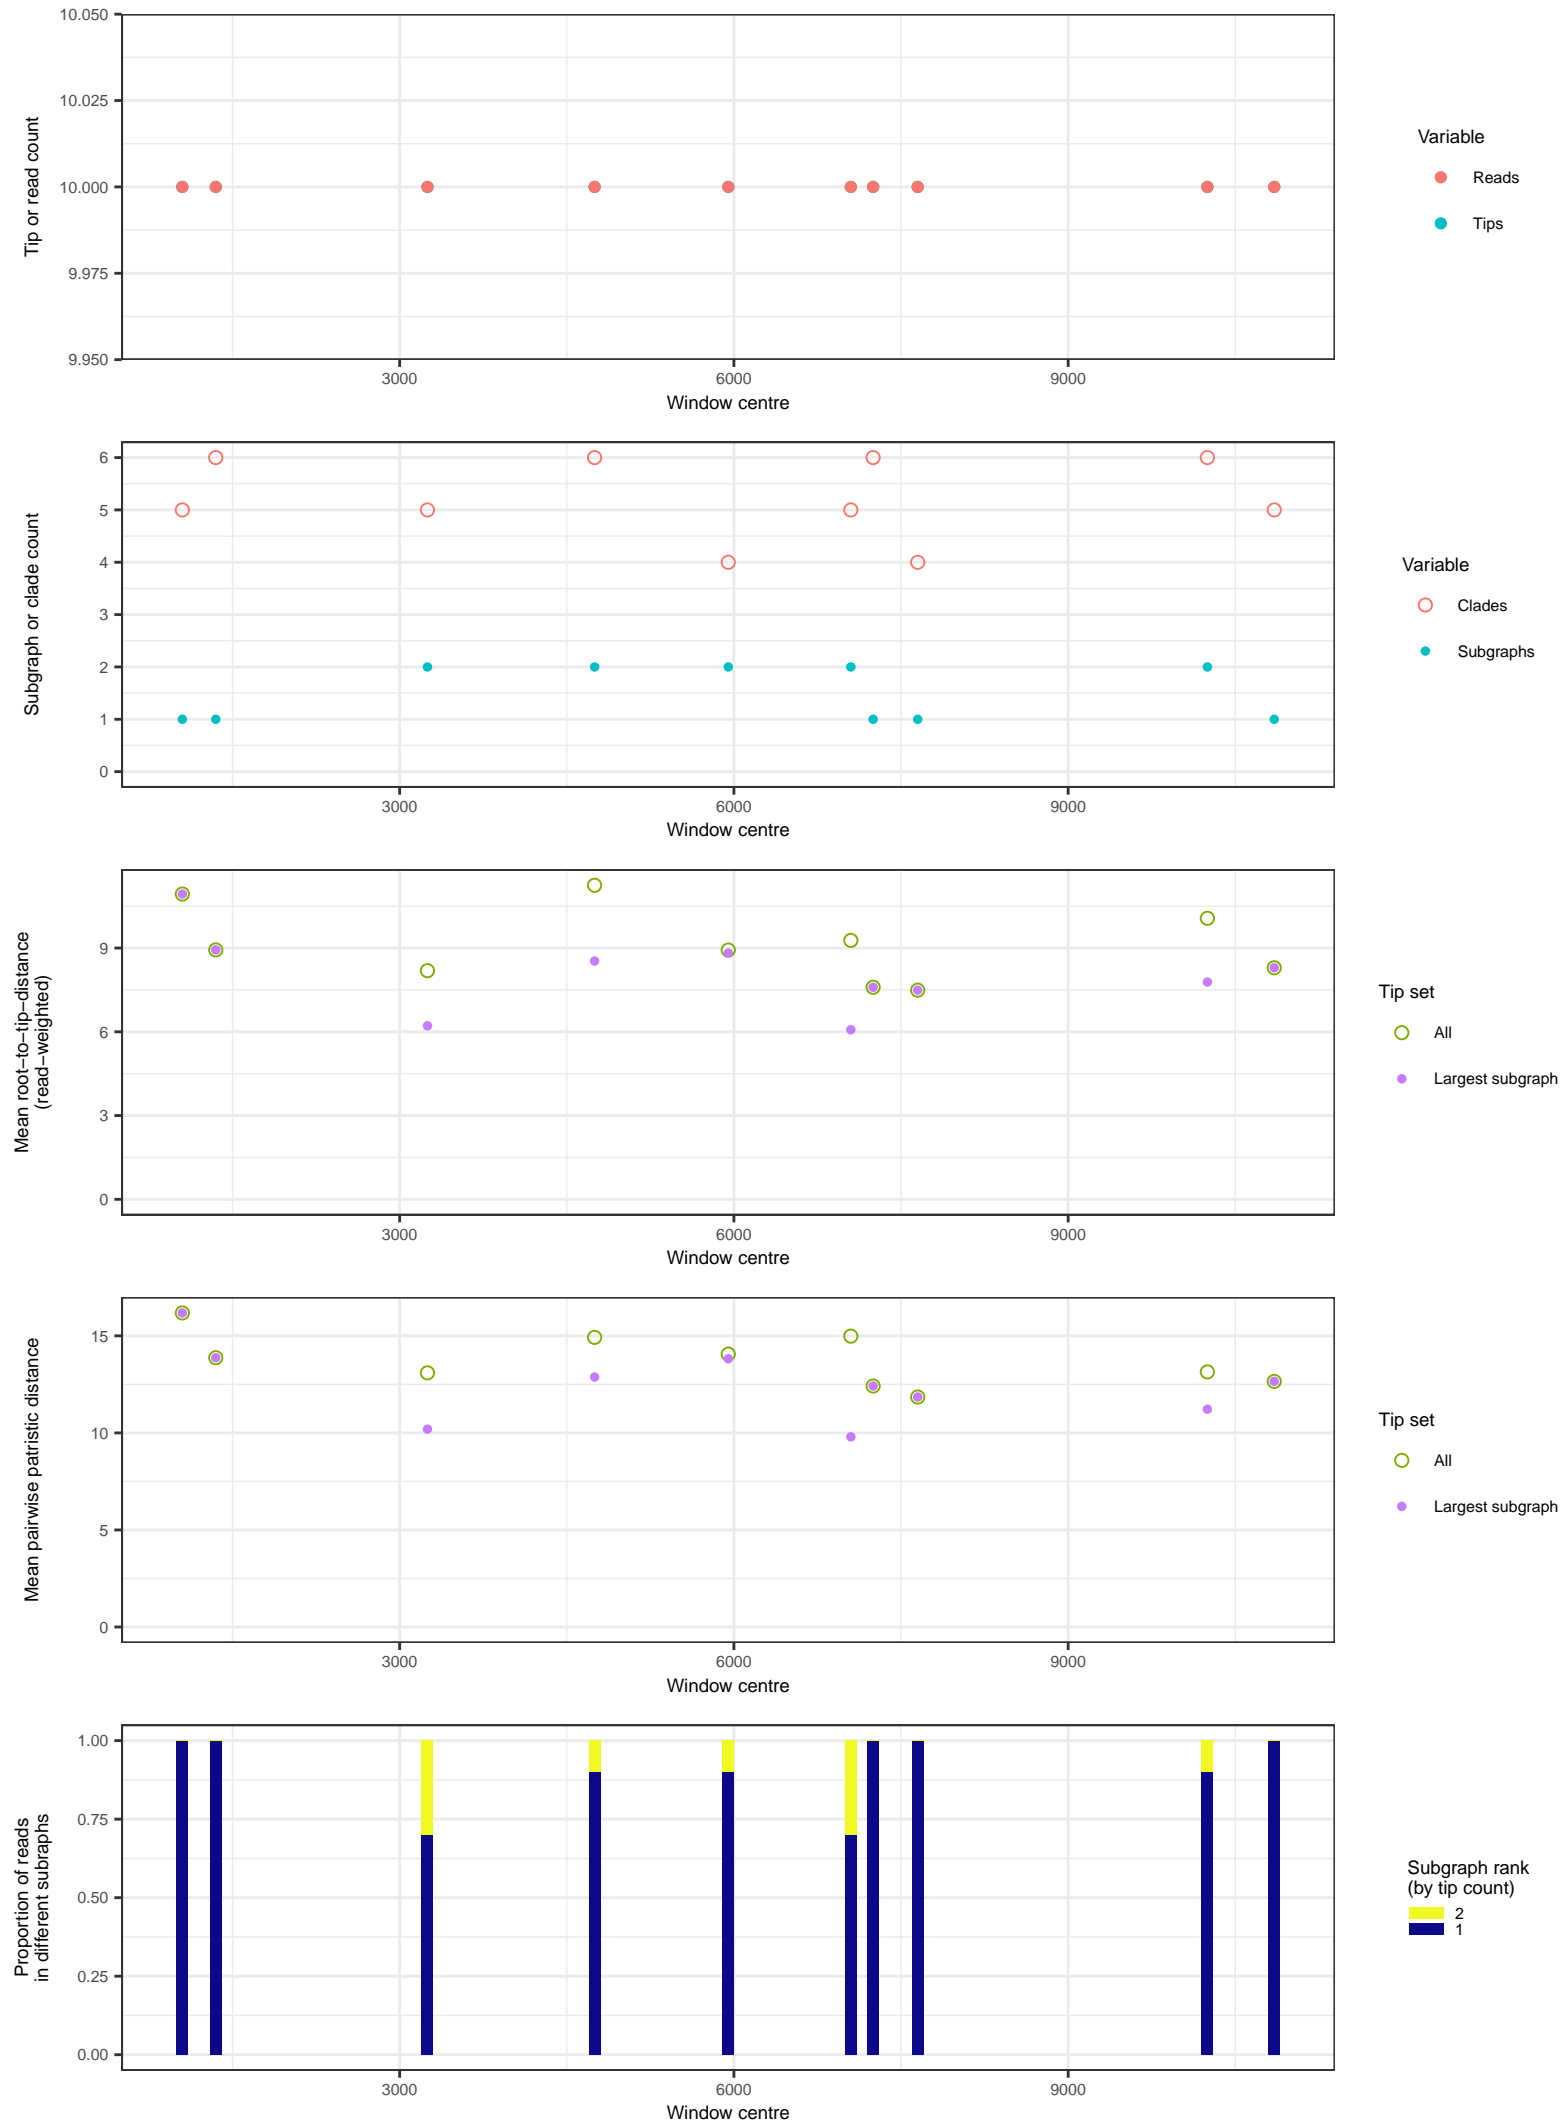 10.050
10.025
10.000
9.975
9.950
Tip or read count
3000
6000
9000
Window centre
Variable
Reads
Tips
6
5
4
3
2
1
0
Subgraph or clade count
3000
6000
9000
Window centre
Variable
Clades
Subgraphs
9
6
3
0
Mean root−to−tip−distance
(read−weighted)
3000
6000
9000
Window centre
Tip set
All
Largest subgraph
15
10
5
0
Mean pairwise patristic distance
3000
6000
9000
Window centre
Tip set
All
Largest subgraph
1.00
0.75
0.50
0.25
0.00
Proportion of reads
in different subraphs
3000
6000
9000
Window centre
Subgraph rank
(by tip count)
2
1